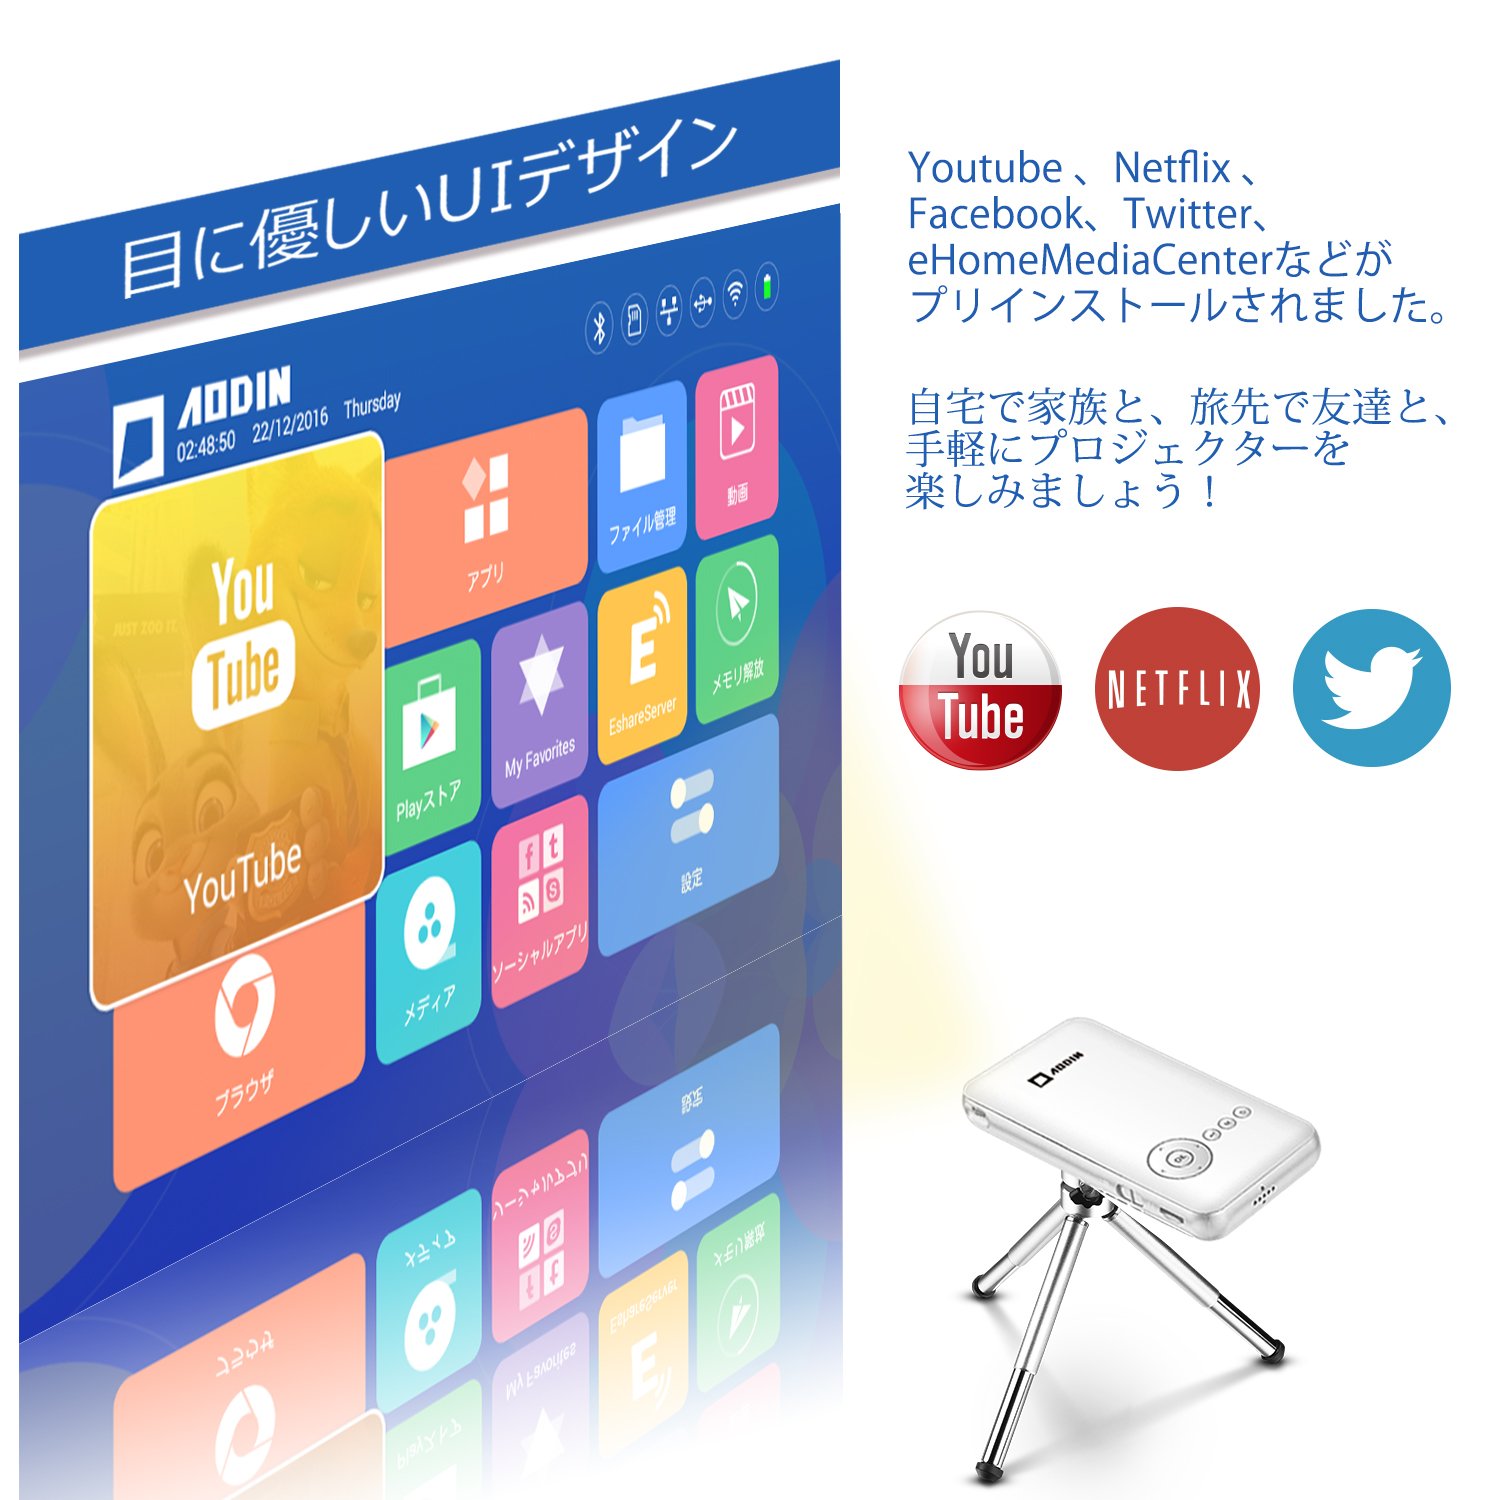 目に優しいUIデザイン
AODIN
02:48:50 22/12/2016 Thursday
You
Tube
JUST ZOO IT.
YouTube
アプリ
ファイル管理
動画
Playストア
My Favorites
E
EshareServer
メモリ解放
ブラウザ
メディア
f t
S
ソーシャルアプリ
設定
Youtube 、Netflix 、
Facebook、Twitter、
eHomeMediaCenterなどが
プリインストールされました。
自宅で家族と、旅先で友達と、
手軽にプロジェクターを
楽しみましょう！
You
Tube
NETFLIX
AODIN
OK